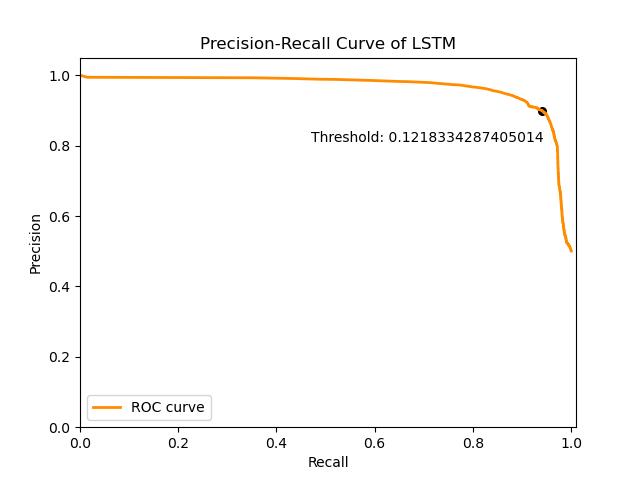 Precision-Recall Curve of LSTM
Precision
1.0
0.8
0.6
0.4
0.2
0.0
Threshold: 0.1218334287405014
ROC curve
0.0 0.2 0.4 0.6 0.8 1.0
Recall